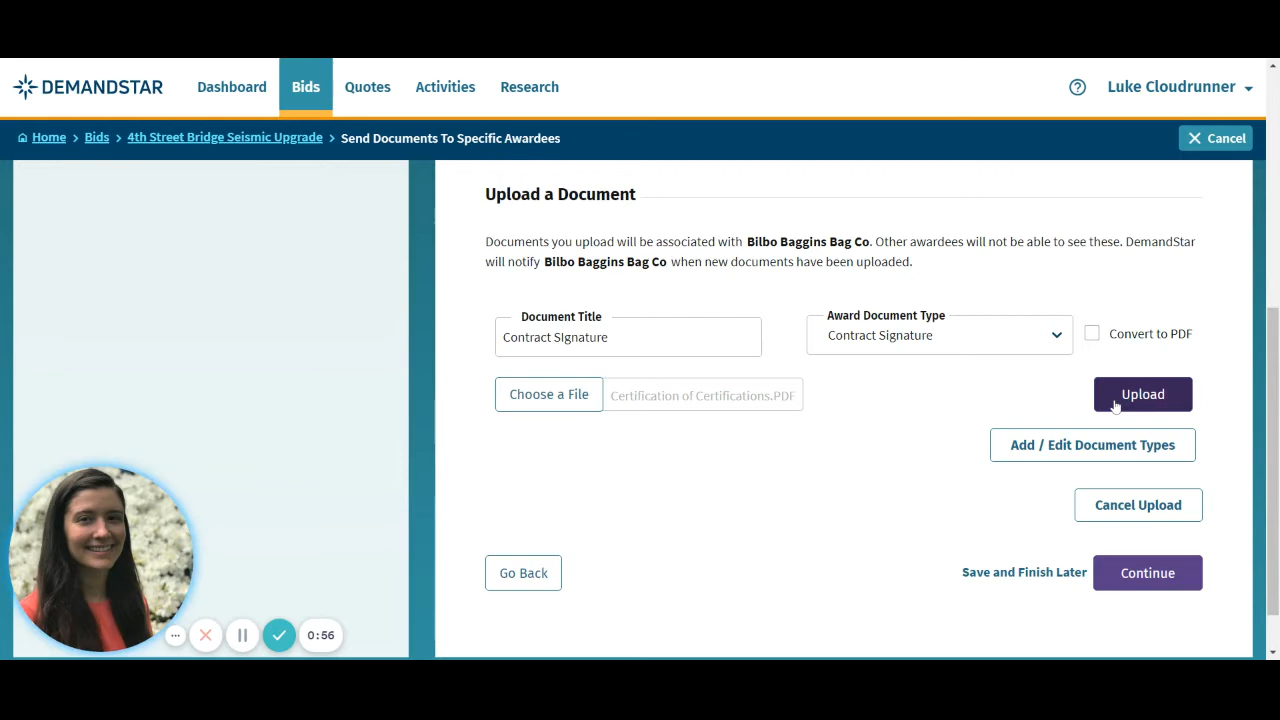 DEMANDSTAR Dashboard Bids Quotes Activities Research Luke Cloudrunner
Home > Bids > 4th Street Bridge Seismic Upgrade > Send Documents To Specific Awardees Cancel
Upload a Document
Documents you upload will be associated with Bilbo Baggins Bag Co. Other awardees will not be able to see these. DemandStar
will notify Bilbo Baggins Bag Co when new documents have been uploaded.
Document Title Award Document Type
Contract SIgnature Contract Signature Convert to PDF
Choose a File Certification of Certifications.PDF Upload
Add / Edit Document Types
Cancel Upload
Go Back Save and Finish Later Continue
0:56